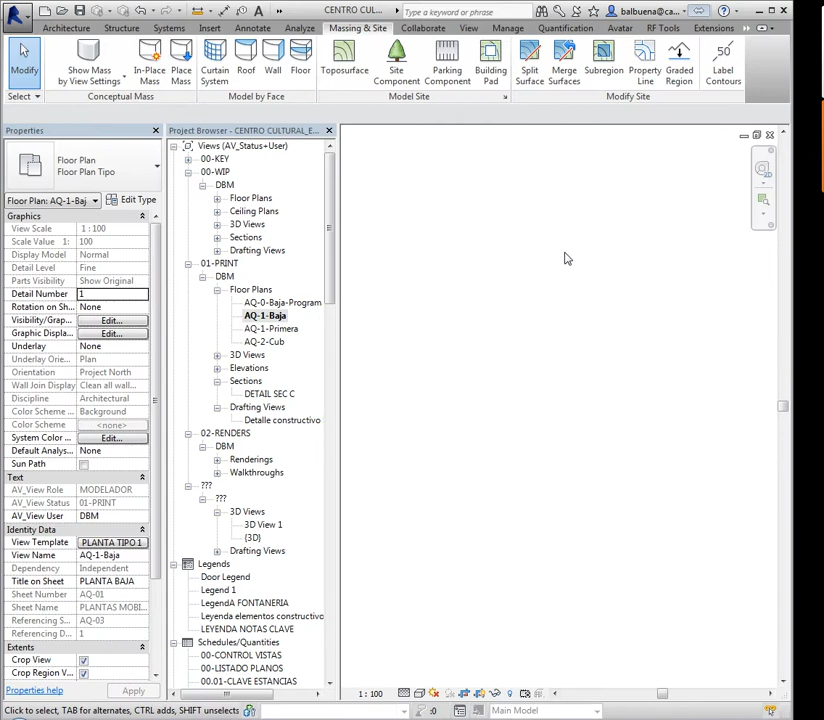 CENTRO CUL...
Type a keyword or phrase
balbuena@ca...
Architecture Structure Systems Insert Annotate Analyze Massing & Site Collaborate View Manage Quantification Avatar RF Tools Extensions
Modify
Show Mass
by View Settings
In-Place
Mass
Place
Mass
Curtain
System
Roof
Wall
Floor
Toposurface
Site
Component
Parking
Component
Building
Pad
Split
Surface
Merge
Surfaces
Subregion
Property
Line
Graded
Region
50
Label
Contours
Select
Conceptual Mass
Model by Face
Model Site
Modify Site
Properties
Floor Plan
Floor Plan Tipo
Floor Plan: AQ-1-Baj
Edit Type
Graphics
View Scale 1 : 100
Scale Value 1: 100
Display Model Normal
Detail Level Fine
Parts Visibility Show Original
Detail Number 1
Rotation on Sh... None
Visibility/Grap... Edit...
Graphic Displa... Edit...
Underlay None
Underlay Orie... Plan
Orientation Project North
Wall Join Display Clean all wall...
Discipline Architectural
Color Scheme ... Background
Color Scheme <none>
System Color ... Edit...
Default Analys... None
Sun Path
Text
AV_View Role MODELADOR
AV_View Status 01-PRINT
AV_View User DBM
Identity Data
View Template PLANTA TIPO 1
View Name AQ-1-Baja
Dependency Independent
Title on Sheet PLANTA BAJA
Sheet Number AQ-01
Sheet Name PLANTAS MOBI...
Referencing S... AQ-03
Referencing D... 1
Extents
Crop View
Crop Region V...
Properties help
Apply
Project Browser - CENTRO CULTURAL_E...
Views (AV_Status+User)
00-KEY
00-WIP
DBM
Floor Plans
Ceiling Plans
3D Views
Sections
Drafting Views
01-PRINT
DBM
Floor Plans
AQ-0-Baja-Program
AQ-1-Baja
AQ-1-Primera
AQ-2-Cub
3D Views
Elevations
Sections
DETAIL SEC C
Drafting Views
Detalle constructivo
02-RENDERS
DBM
Renderings
Walkthroughs
???
???
3D Views
3D View 1
{3D}
Drafting Views
Legends
Door Legend
Legend 1
LegendA FONTANERIA
Leyenda elementos constructivo
LEYENDA NOTAS CLAVE
Schedules/Quantities
00-CONTROL VISTAS
00-LISTADO PLANOS
00.01-CLAVE ESTANCIAS
2D
1 : 100
Click to select, TAB for alternates, CTRL adds, SHIFT unselects
:0
Main Model